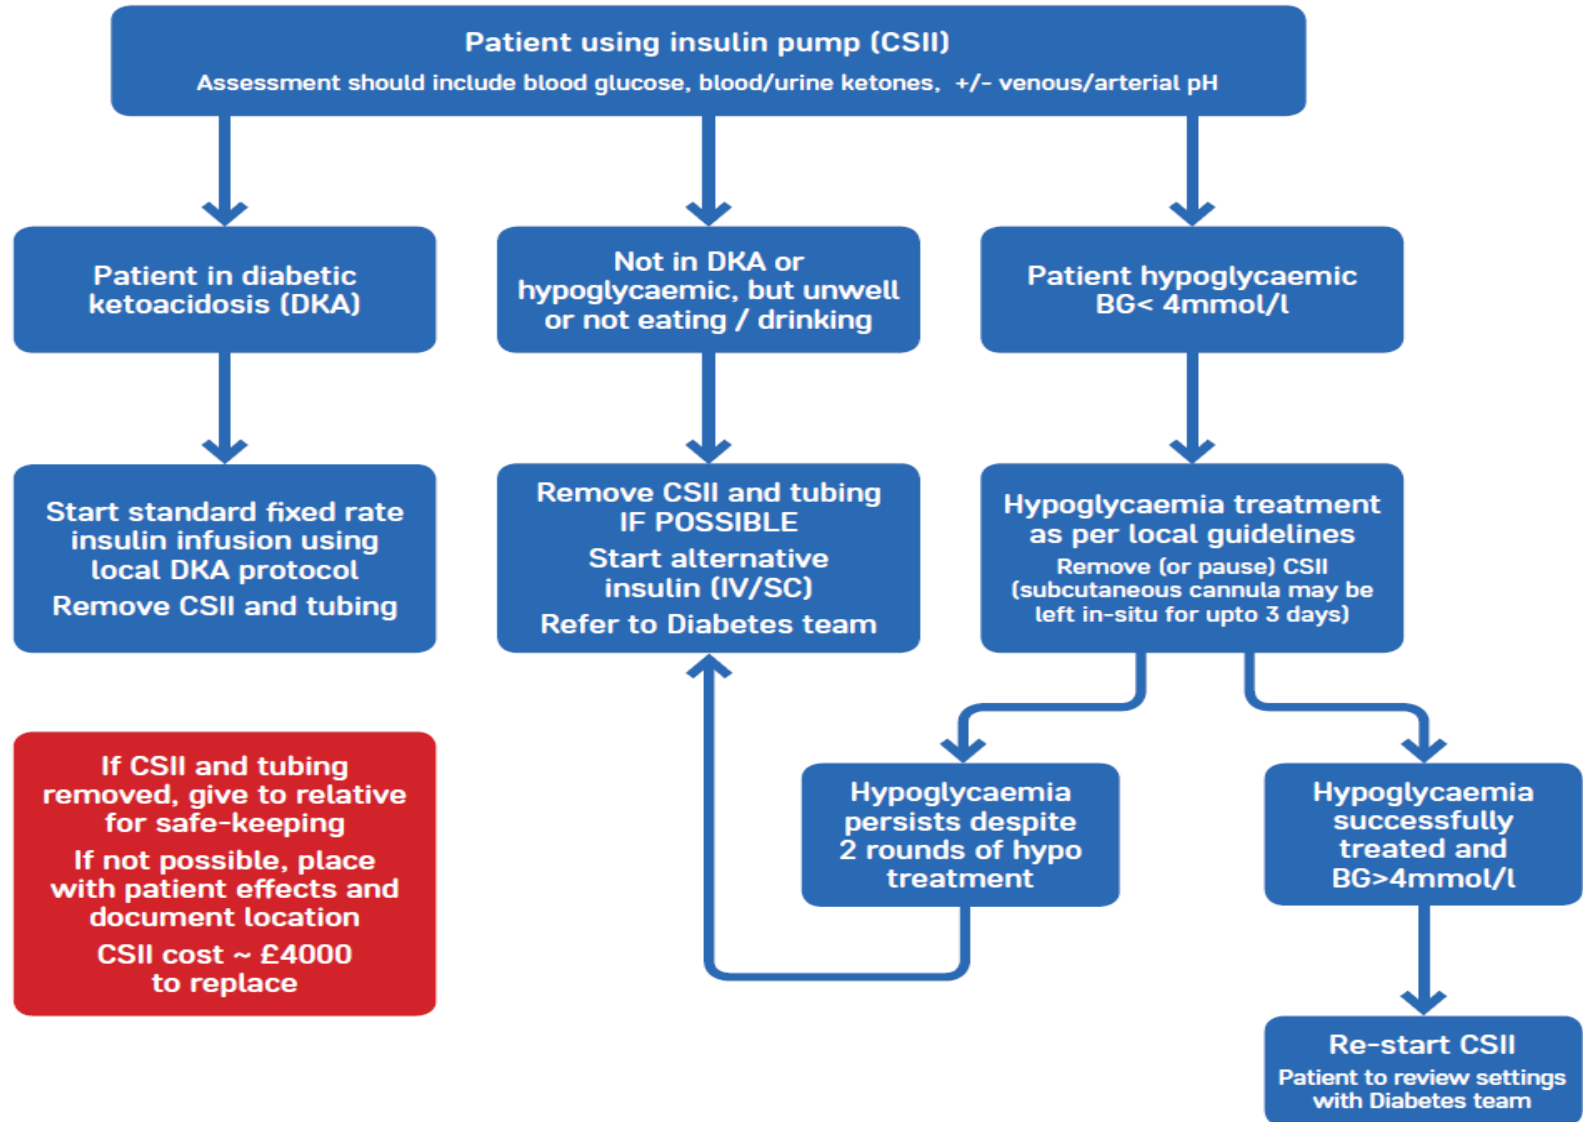 Patient using insulin pump (CSII)
Assessment should include blood glucose, blood/urine ketones, +/- venous/arterial pH
Patient in diabetic
ketoacidosis (DKA)
Not in DKA or
hypoglycaemic, but unwell
or not eating / drinking
Patient hypoglycaemic
BG< 4mmol/l
Start standard fixed rate
insulin infusion using
local DKA protocol
Remove CSII and tubing
Remove CSII and tubing
IF POSSIBLE
Start alternative
insulin (IV/SC)
Refer to Diabetes team
Hypoglycaemia treatment
as per local guidelines
Remove (or pause) CSII
(subcutaneous cannula may be
left in-situ for upto 3 days)
If CSII and tubing
removed, give to relative
for safe-keeping
If not possible, place
with patient effects and
document location
CSII cost ~ £4000
to replace
Hypoglycaemia
persists despite
2 rounds of hypo
treatment
Hypoglycaemia
successfully
treated and
BG>4mmol/l
Re-start CSII
Patient to review settings
with Diabetes team